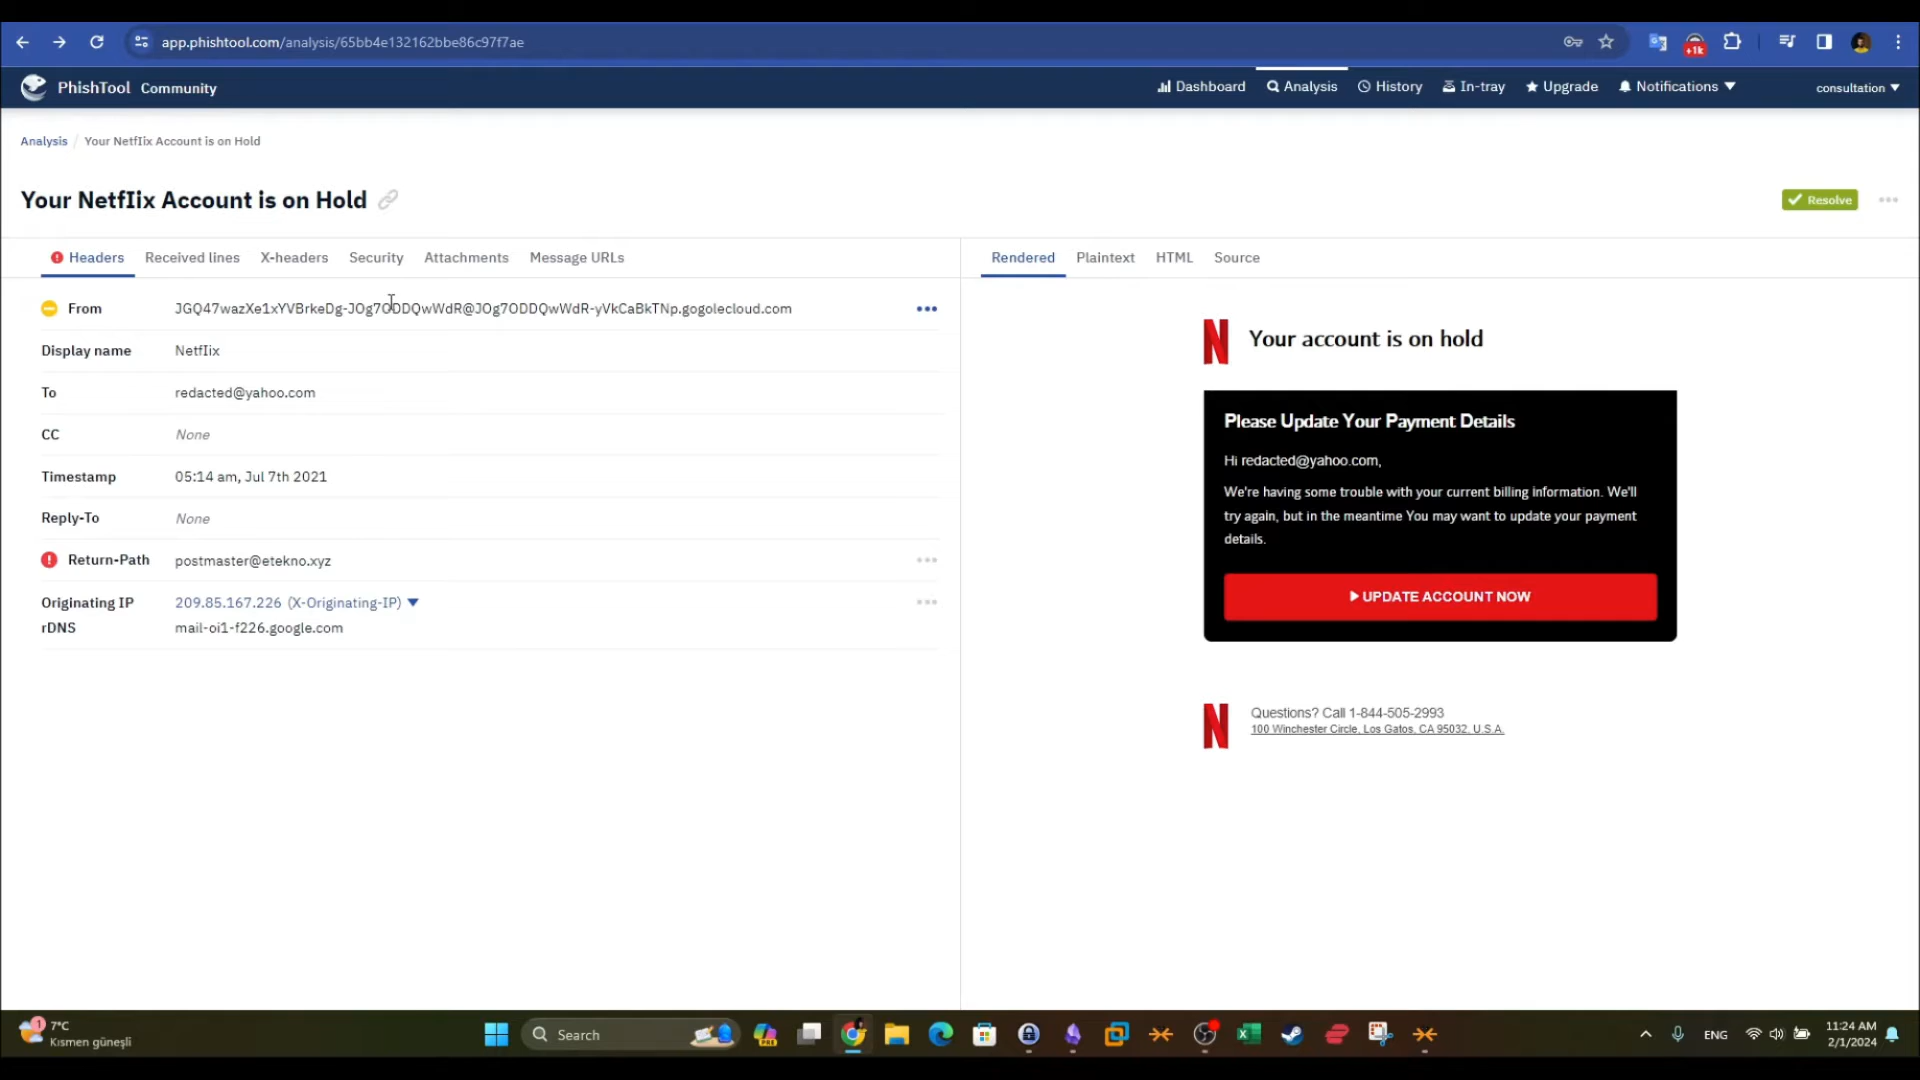 app.phishtool.com/analysis/65bb4e132162bbe86c97f7ae
+1k
PhishTool Community
Dashboard Analysis History In-tray Upgrade Notifications consultation
Analysis / Your NetfIix Account is on Hold
Your NetfIix Account is on Hold
Resolve
Headers Received lines X-headers Security Attachments Message URLs
From JGQ47wazXe1xYVBrkeDg-JOg7ODDQwWdR@JOg7ODDQwWdR-yVkCaBkTNp.gogolecloud.com
Display name NetfIix
To redacted@yahoo.com
CC None
Timestamp 05:14 am, Jul 7th 2021
Reply-To None
Return-Path postmaster@etekno.xyz
Originating IP 209.85.167.226 (X-Originating-IP)
rDNS mail-oi1-f226.google.com
Rendered Plaintext HTML Source
Your account is on hold
Please Update Your Payment Details
Hi redacted@yahoo.com,
We're having some trouble with your current billing information. We'll
try again, but in the meantime You may want to update your payment
details.
UPDATE ACCOUNT NOW
Questions? Call 1-844-505-2993
100 Winchester Circle, Los Gatos, CA 95032, U.S.A.
1
7°C
Kısmen güneşli
Search
PRE
ENG
11:24 AM
2/1/2024